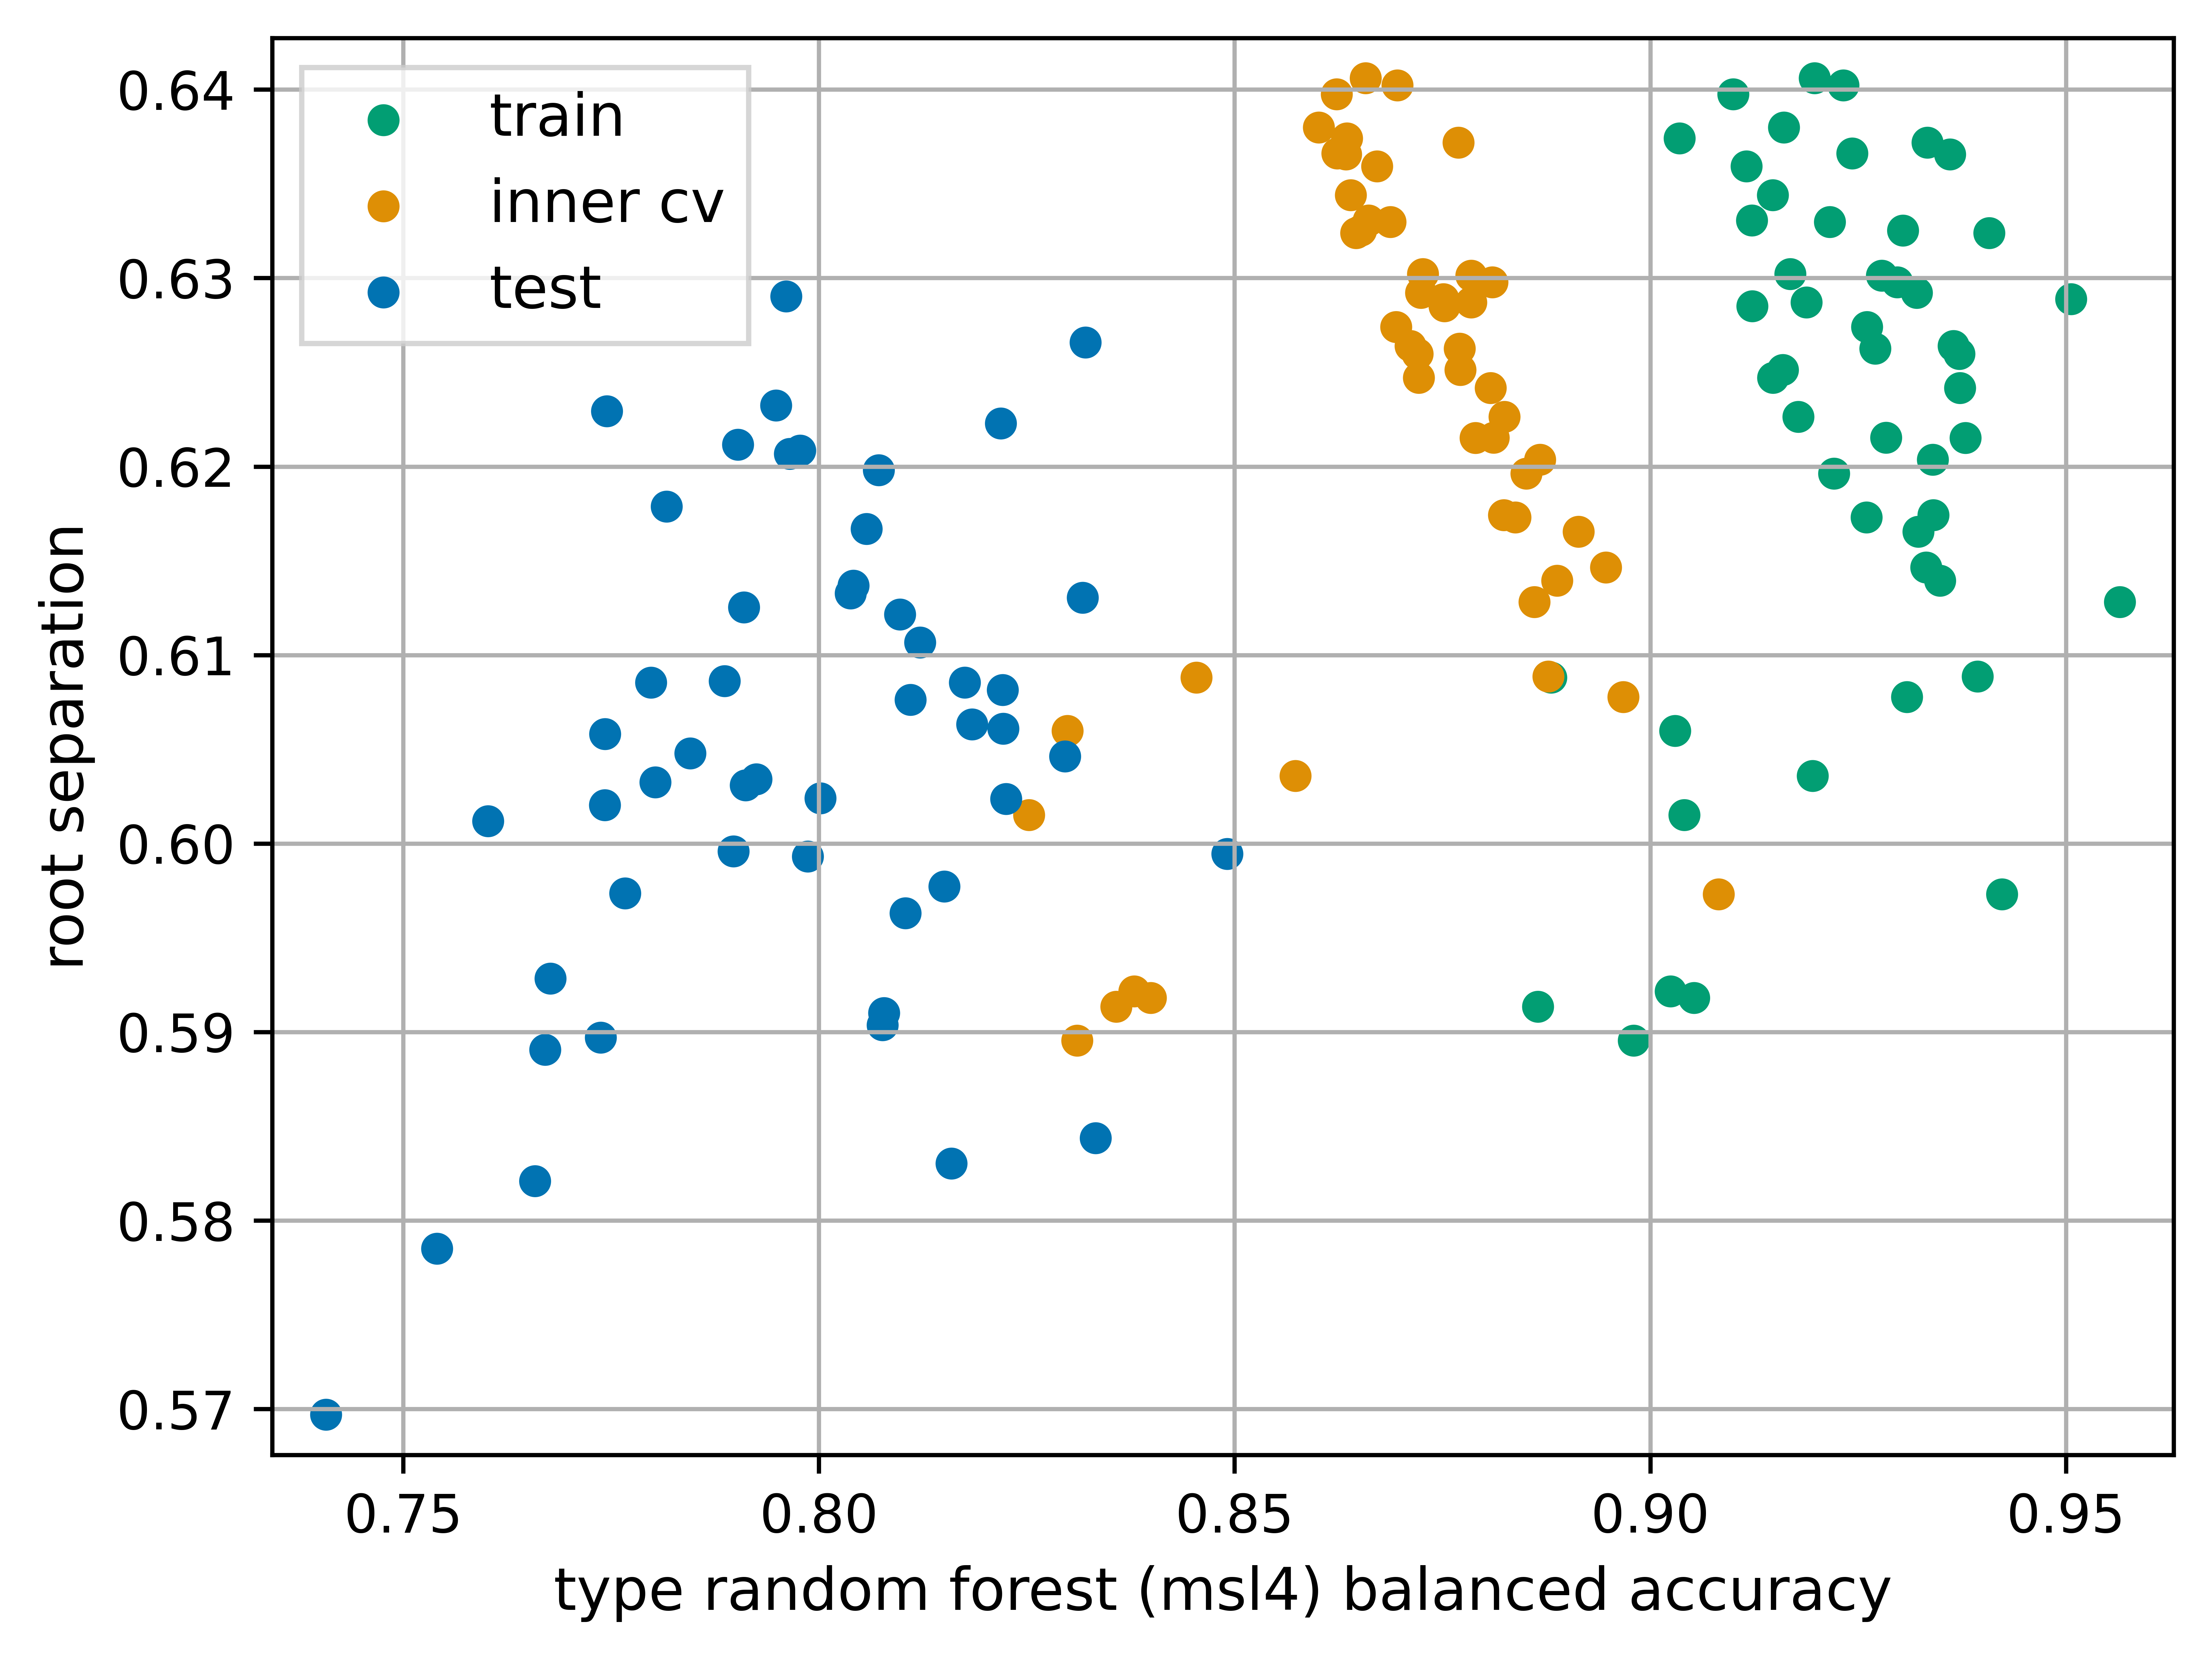 train
inner cv
test
root separation
0.64
0.63
0.62
0.61
0.60
0.59
0.58
0.57
0.75 0.80 0.85 0.90 0.95
type random forest (msl4) balanced accuracy